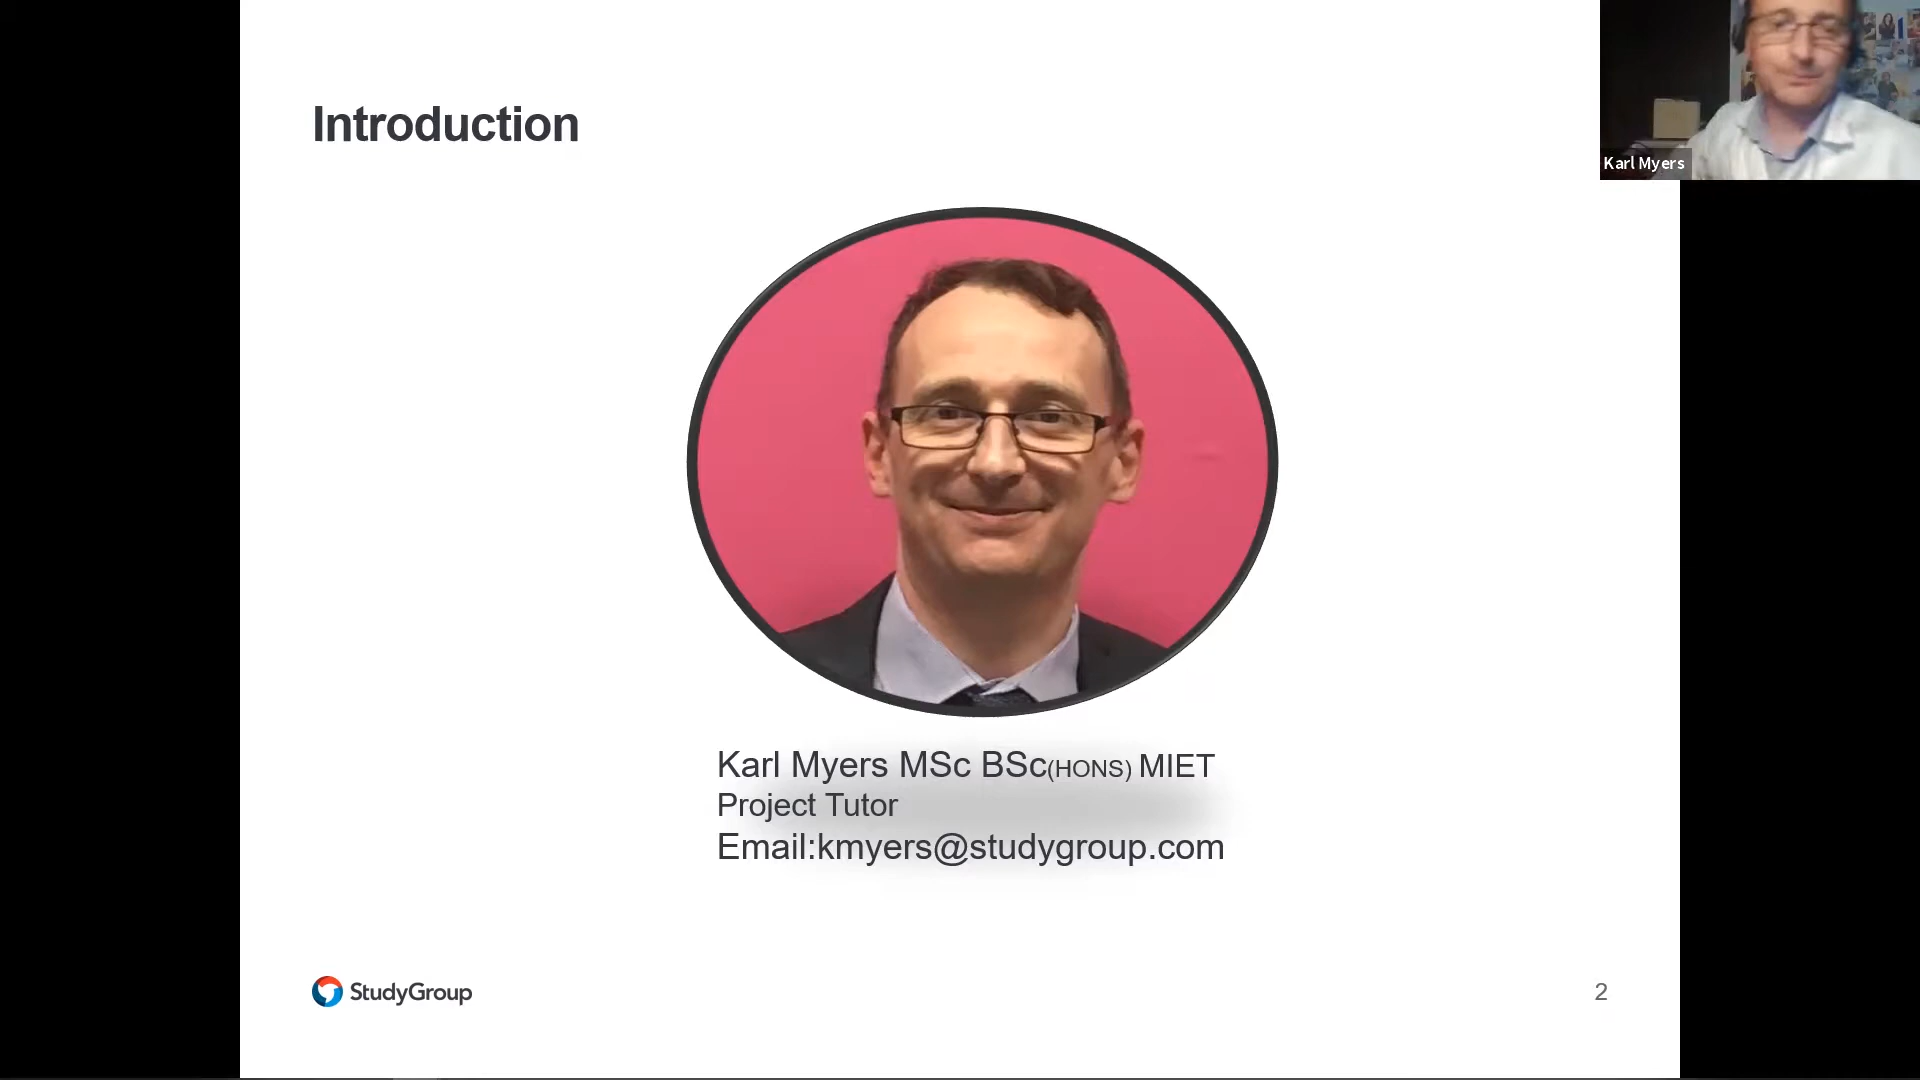 Introduction
Karl Myers
Karl Myers MSc BSc(HONS) MIET
Project Tutor
Email:kmyers@studygroup.com
StudyGroup
2